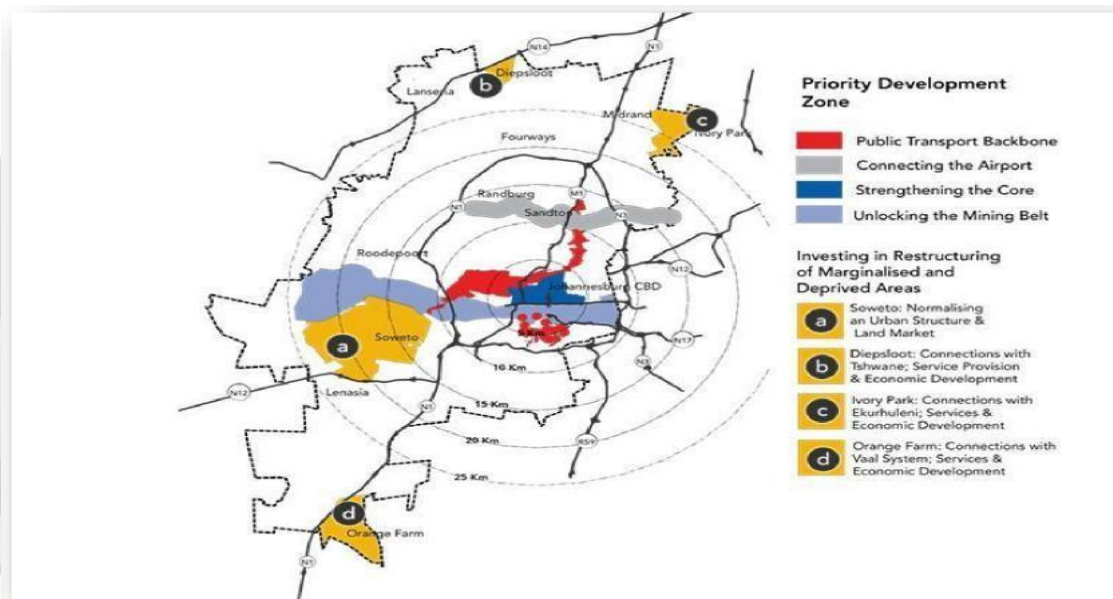 N14
N1
Diepsloot
b
Lanseria
Midrand
c
Ivory Park
Fourways
Randburg
M1
N1
Sandton
N3
Roodepoort
N12
Johannesburg CBD
Soweto
a
5 Km
N17
10 Km
N3
N12
Lenasia
N1
15 Km
20 Km
R59
25 Km
d
Orange Farm
N1
Priority Development
Zone
Public Transport Backbone
Connecting the Airport
Strengthening the Core
Unlocking the Mining Belt
Investing in Restructuring
of Marginalised and
Deprived Areas
a
Soweto: Normalising
an Urban Structure &
Land Market
b
Diepsloot: Connections with
Tshwane; Service Provision
& Economic Development
c
Ivory Park: Connections with
Ekurhuleni; Services &
Economic Development
d
Orange Farm: Connections with
Vaal System; Services &
Economic Development